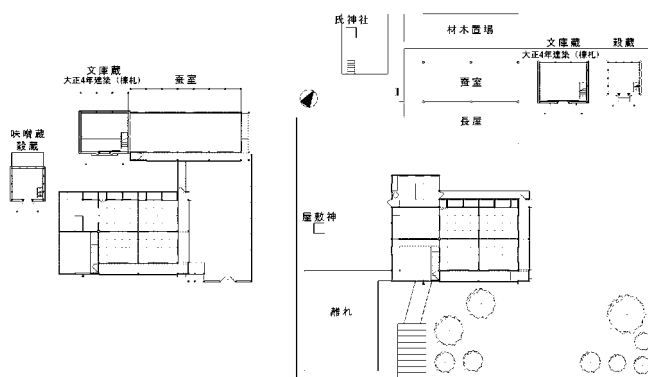 文庫蔵
大正4年建築（棟札）
蚕室
味噌蔵
穀蔵
氏神社
材木置場
文庫蔵
大正4年建築（棟札）
穀蔵
蚕室
長屋
屋敷神
離れ